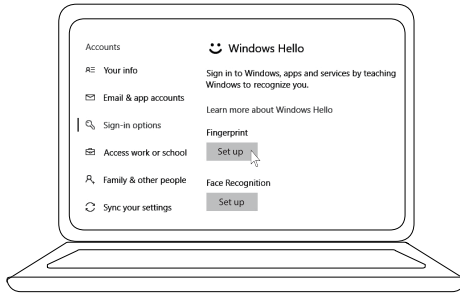 Accounts
Your info
Email & app accounts
Sign-in options
Access work or school
Family & other people
Sync your settings
Windows Hello
Sign in to Windows, apps and services by teaching
Windows to recognize you.
Learn more about Windows Hello
Fingerprint
Set up
Face Recognition
Set up